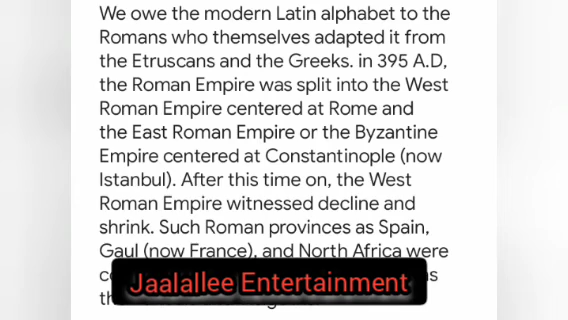 We owe the modern Latin alphabet to the
Romans who themselves adapted it from
the Etruscans and the Greeks. in 395 A.D,
the Roman Empire was split into the West
Roman Empire centered at Rome and
the East Roman Empire or the Byzantine
Empire centered at Constantinople (now
Istanbul). After this time on, the West
Roman Empire witnessed decline and
shrink. Such Roman provinces as Spain,
Gaul (now France), and North Africa were
Jaalallee Entertainment